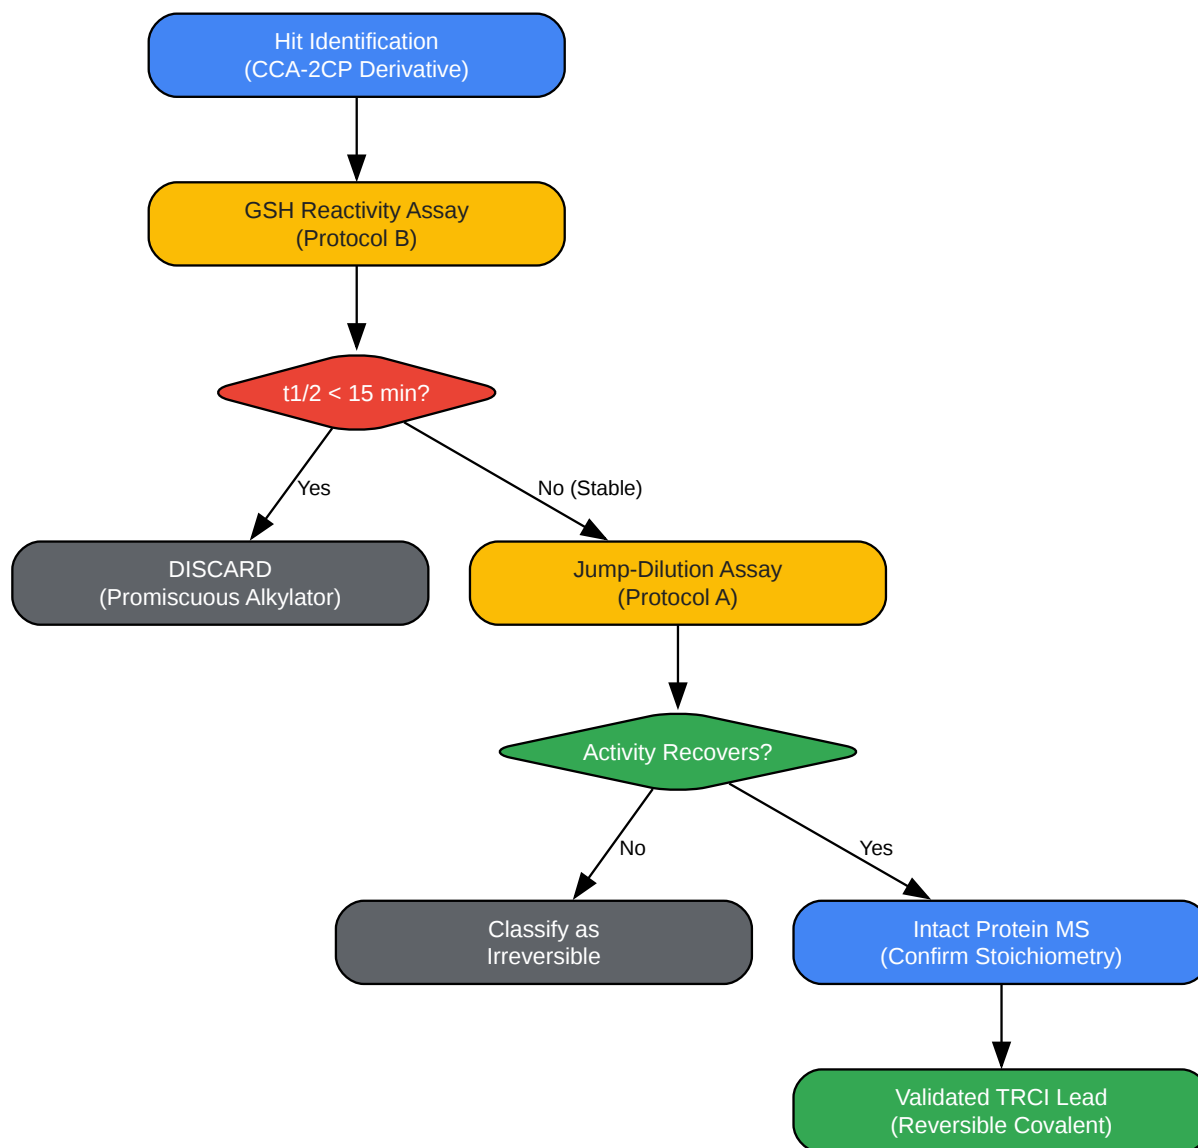 Hit Identification
(CCA-2CP Derivative)
GSH Reactivity Assay
(Protocol B)
t1/2 < 15 min?
Yes
No (Stable)
DISCARD
(Promiscuous Alkylator)
Jump-Dilution Assay
(Protocol A)
Activity Recovers?
No
Yes
Classify as
Irreversible
Intact Protein MS
(Confirm Stoichiometry)
Validated TRCI Lead
(Reversible Covalent)